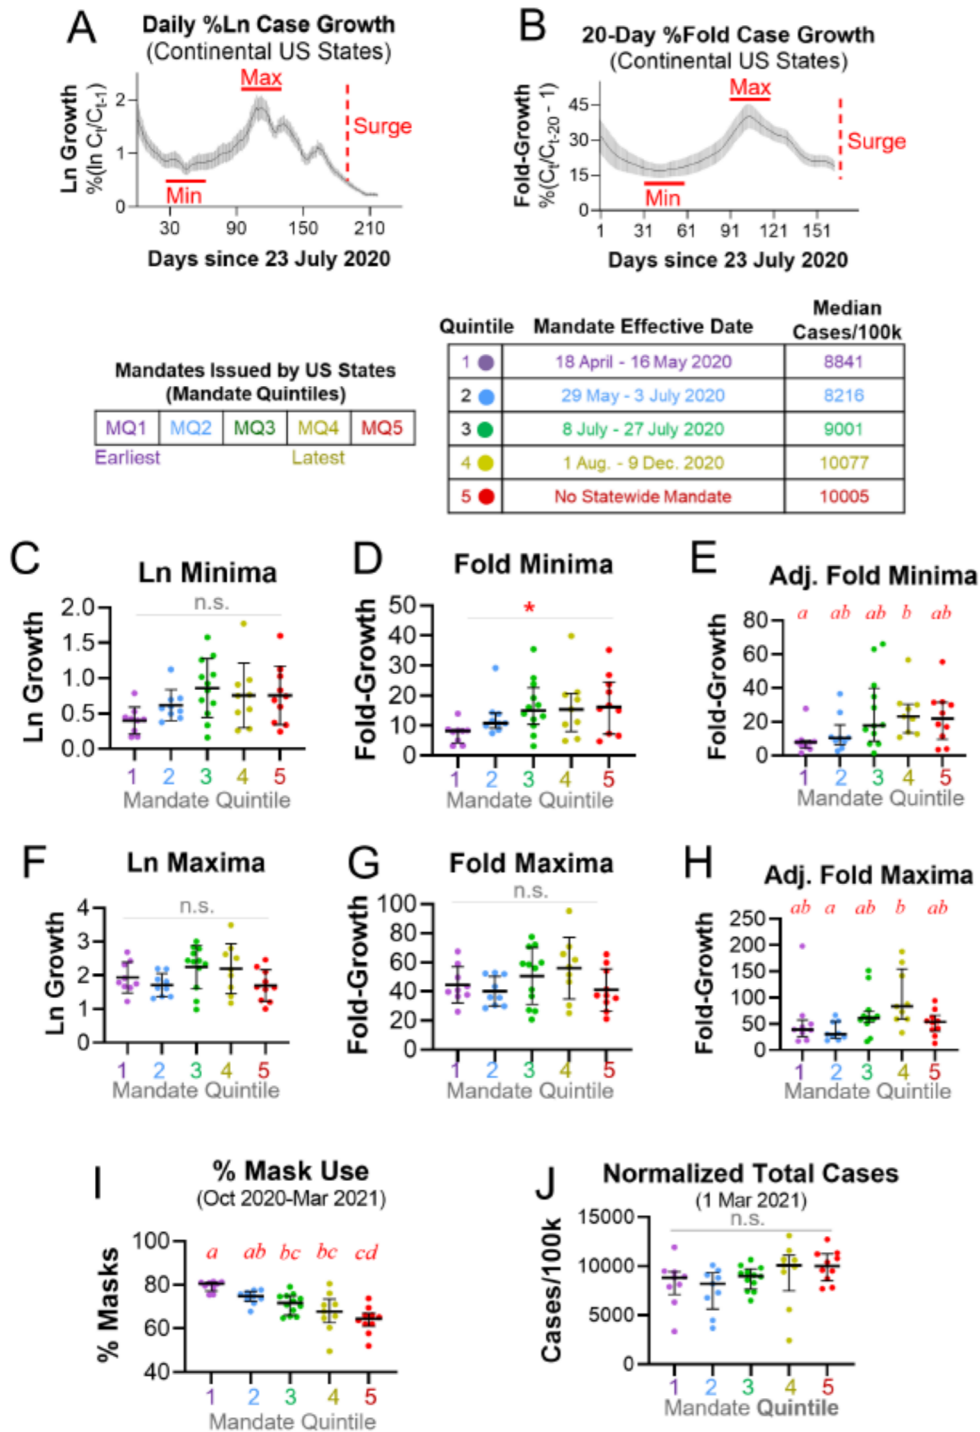 A
Daily %Ln Case Growth
(Continental US States)
Ln Growth
%(ln Ct/Ct-1)
2
1
0
Max
Min
Surge
30 90 150 210
Days since 23 July 2020
B
20-Day %Fold Case Growth
(Continental US States)
Fold-Growth
%(Ct/Ct-20 - 1)
45
30
15
0
Max
Min
Surge
1 31 61 91 121 151
Days since 23 July 2020
Mandates Issued by US States
(Mandate Quintiles)
MQ1 MQ2 MQ3 MQ4 MQ5
Earliest Latest
Quintile Mandate Effective Date Median Cases/100k
1 18 April - 16 May 2020 8841
2 29 May - 3 July 2020 8216
3 8 July - 27 July 2020 9001
4 1 Aug. - 9 Dec. 2020 10077
5 No Statewide Mandate 10005
C
Ln Minima
n.s.
Ln Growth
2.0
1.5
1.0
0.5
0.0
1 2 3 4 5
Mandate Quintile
D
Fold Minima
*
Fold-Growth
50
40
30
20
10
0
1 2 3 4 5
Mandate Quintile
E
Adj. Fold Minima
a ab ab b ab
Fold-Growth
80
60
40
20
0
1 2 3 4 5
Mandate Quintile
F
Ln Maxima
n.s.
Ln Growth
4
3
2
1
0
1 2 3 4 5
Mandate Quintile
G
Fold Maxima
n.s.
Fold-Growth
100
80
60
40
20
0
1 2 3 4 5
Mandate Quintile
H
Adj. Fold Maxima
ab a ab b ab
Fold-Growth
250
200
150
100
50
0
1 2 3 4 5
Mandate Quintile
I
% Mask Use
(Oct 2020-Mar 2021)
a ab bc bc cd
% Masks
100
80
60
40
1 2 3 4 5
Mandate Quintile
J
Normalized Total Cases
(1 Mar 2021)
n.s.
Cases/100k
15000
10000
5000
0
1 2 3 4 5
Mandate Quintile